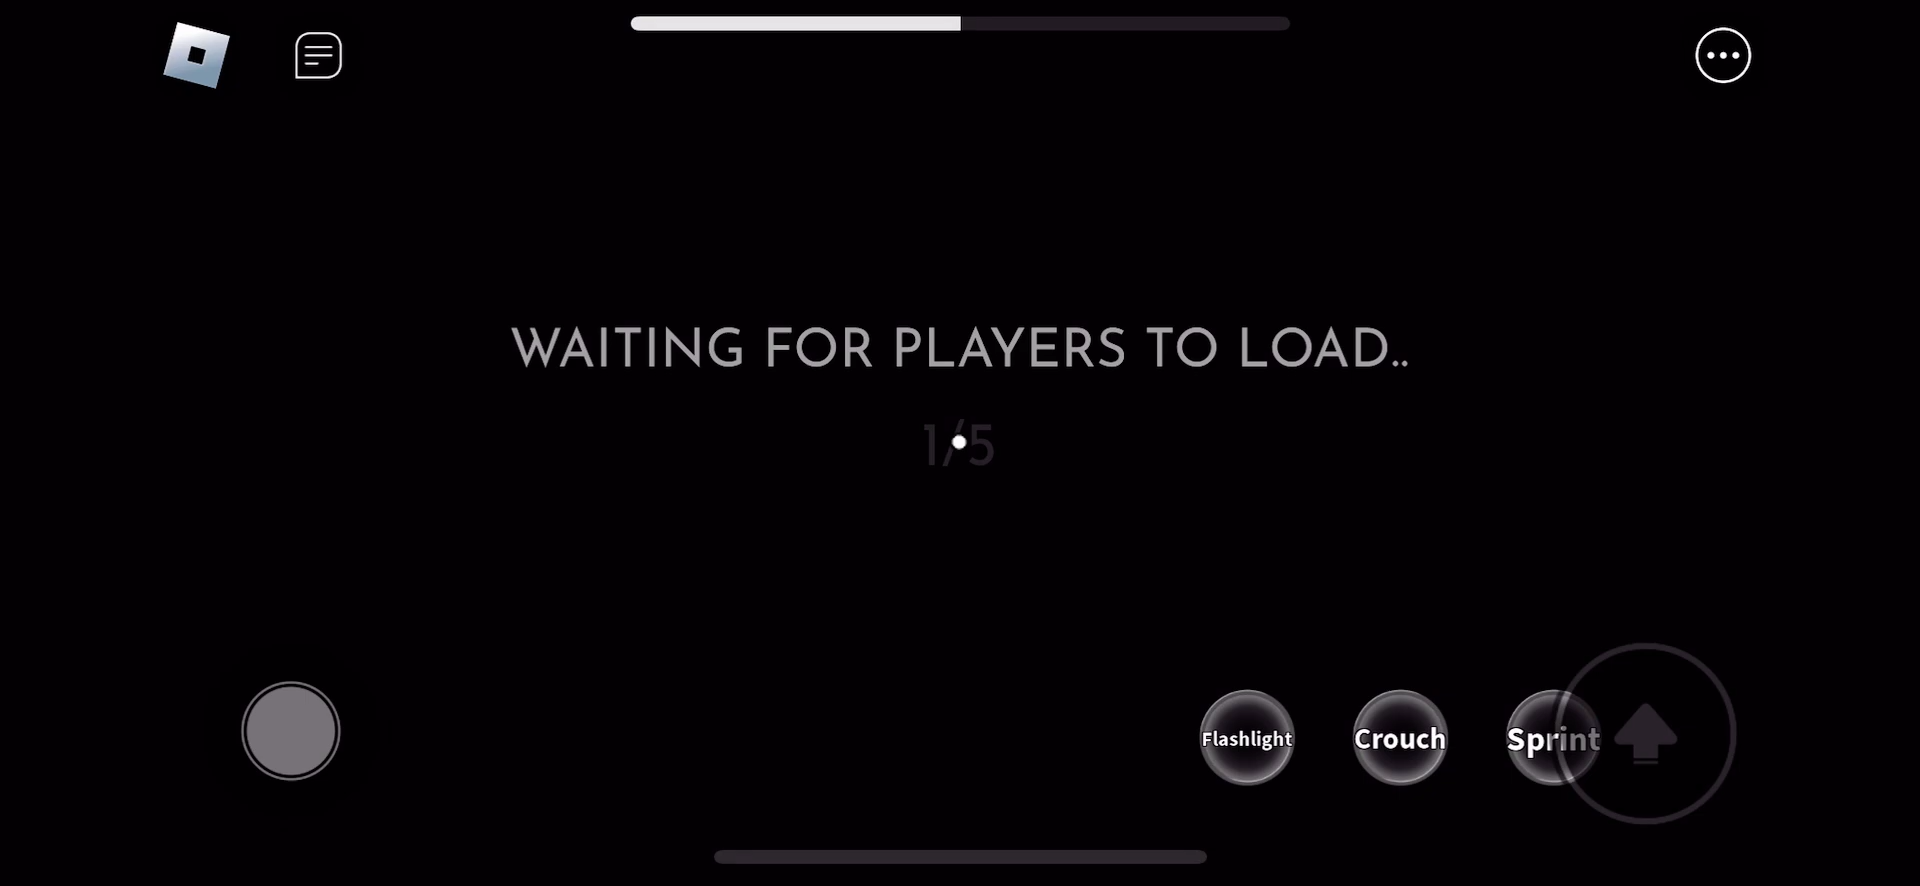 WAITING FOR PLAYERS TO LOAD..
1/5
Flashlight
Crouch
Sprint